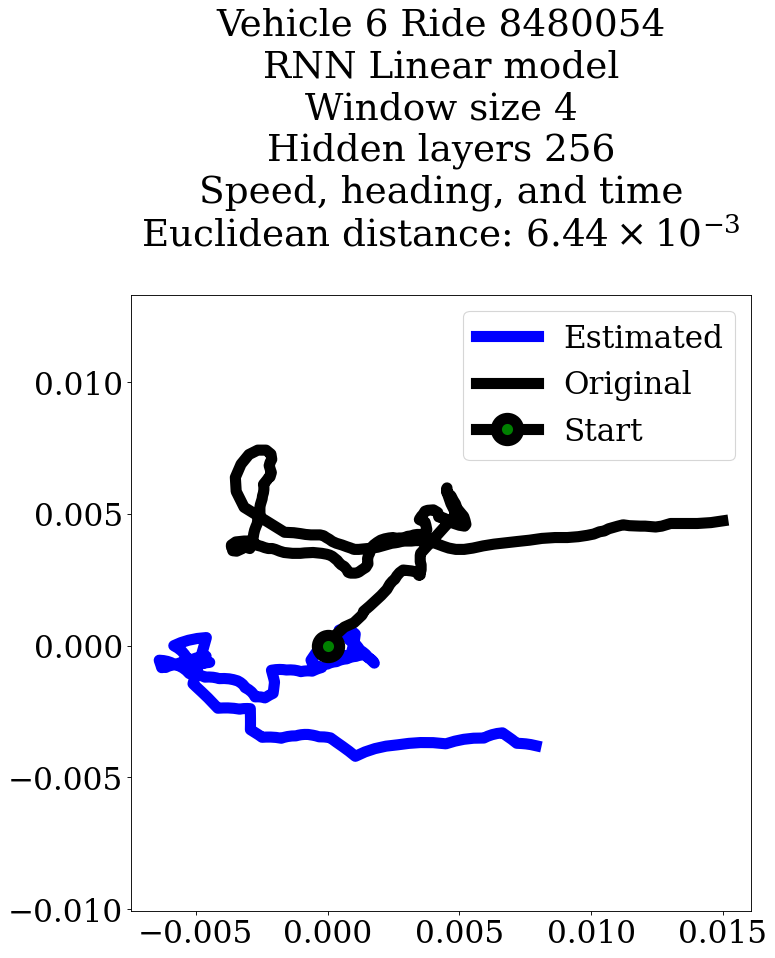 Vehicle 6 Ride 8480054
RNN Linear model
Window size 4
Hidden layers 256
Speed, heading, and time
Euclidean distance: 6.44 × 10⁻³
Estimated
Original
Start
0.010
0.005
0.000
−0.005
−0.010
−0.005 0.000 0.005 0.010 0.015